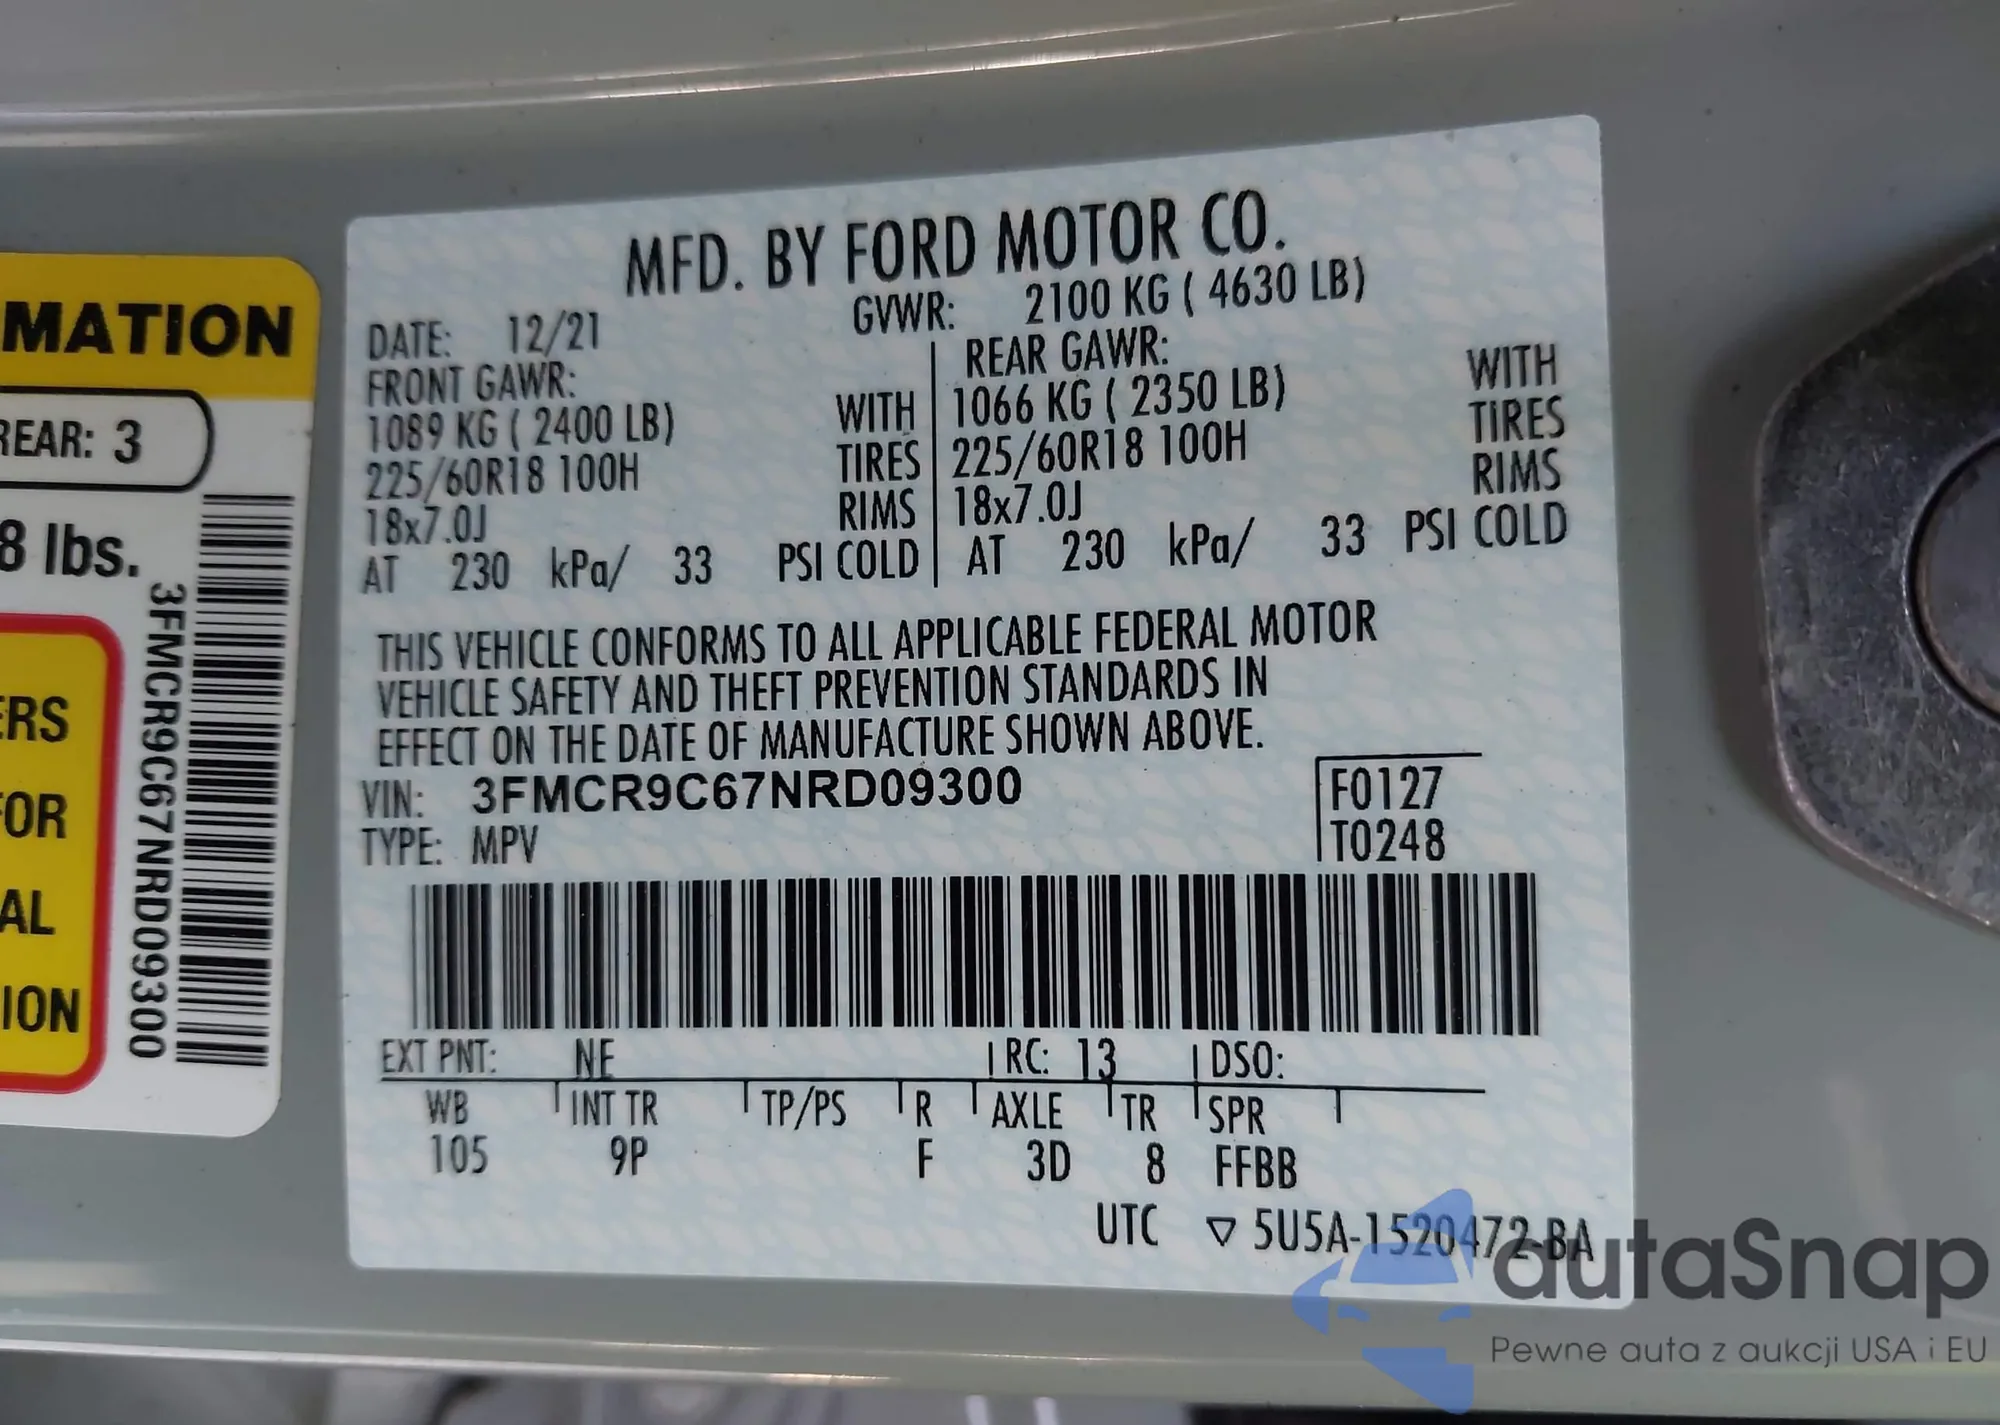 MATION
REAR: 3
8 lbs.
ERS
FOR
AL
ION
3FMCR9C67NRD09300
MFD. BY FORD MOTOR CO.
DATE: 12/21 GVWR: 2100 KG ( 4630 LB)
FRONT GAWR: REAR GAWR:
1089 KG ( 2400 LB) WITH 1066 KG ( 2350 LB) WITH
225/60R18 100H TIRES 225/60R18 100H TIRES
18x7.0J RIMS 18x7.0J RIMS
AT 230 kPa/ 33 PSI COLD AT 230 kPa/ 33 PSI COLD
THIS VEHICLE CONFORMS TO ALL APPLICABLE FEDERAL MOTOR
VEHICLE SAFETY AND THEFT PREVENTION STANDARDS IN
EFFECT ON THE DATE OF MANUFACTURE SHOWN ABOVE.
VIN: 3FMCR9C67NRD09300 F0127
TYPE: MPV T0248
EXT PNT: NE RC: 13 DSO:
WB INT TR TP/PS R AXLE TR SPR
105 9P F 3D 8 FFBB
UTC ▽ 5U5A-1520472-BA
autaSnap
Pewne auta z aukcji USA i EU